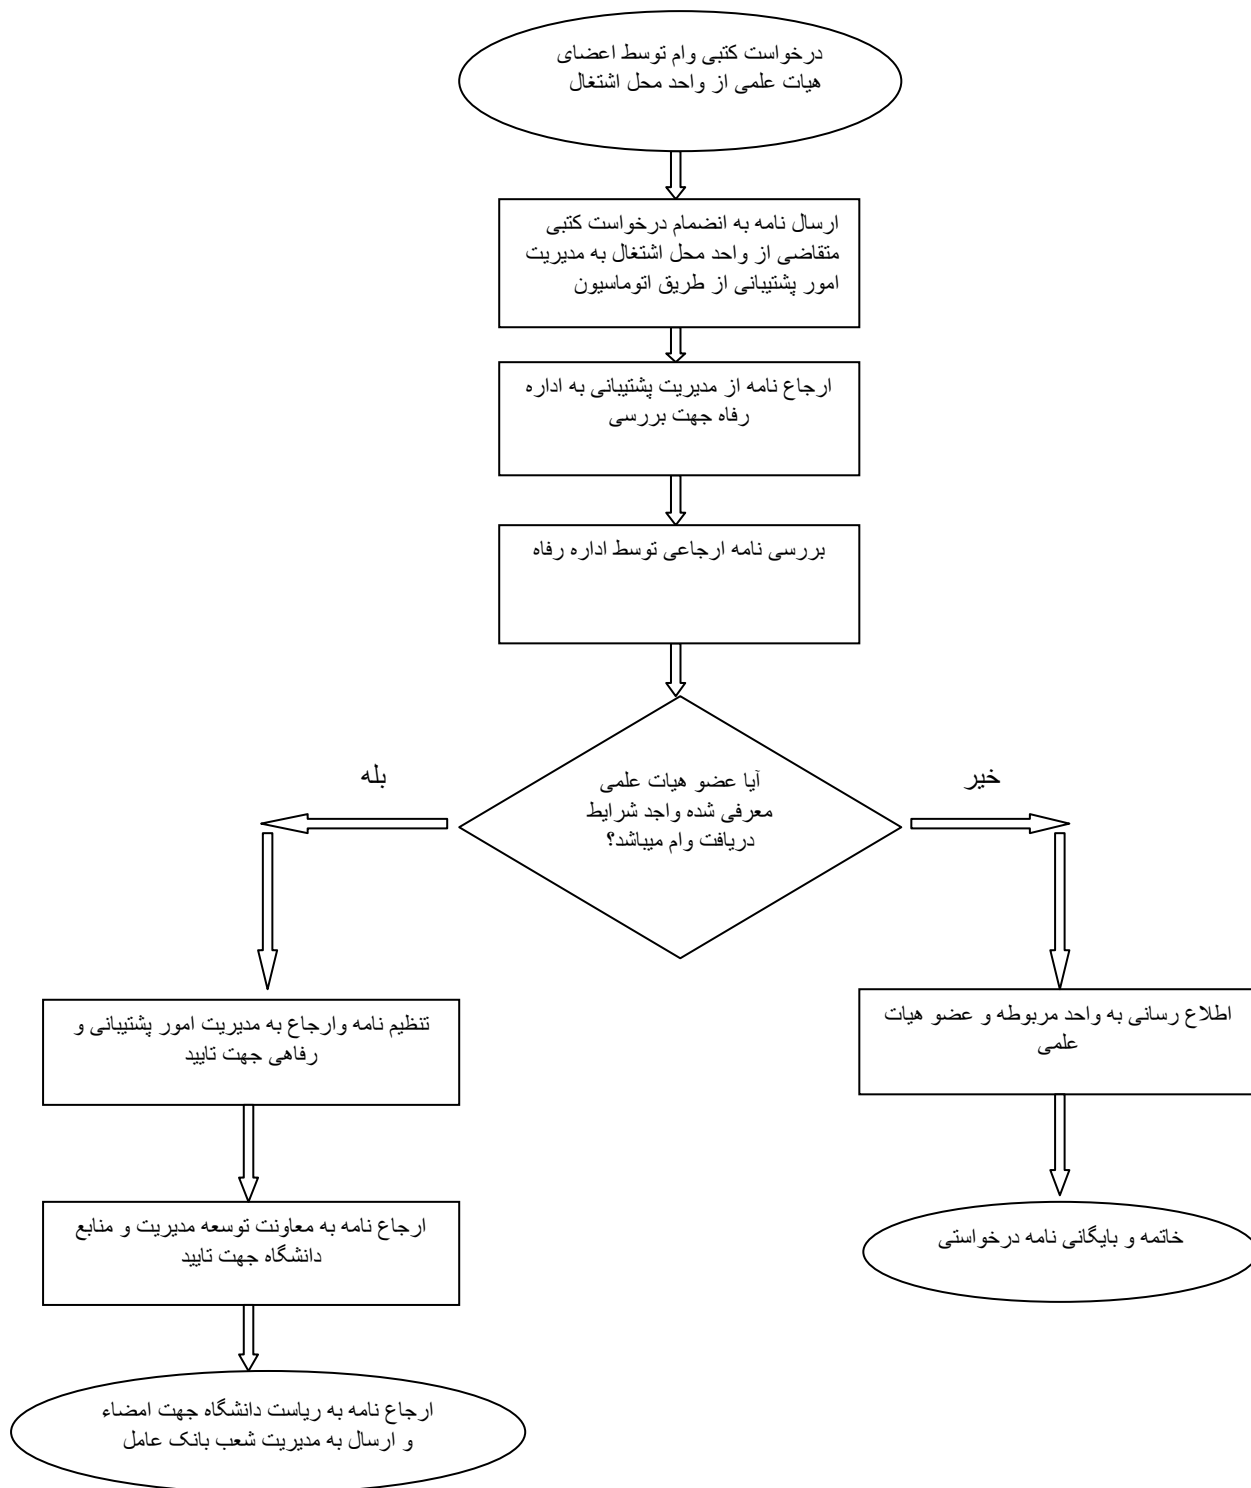 درخواست کتبی وام توسط اعضای
هیات علمی از واحد محل اشتغال
ارسال نامه به انضمام درخواست کتبی
متقاضی از واحد محل اشتغال به مدیریت
امور پشتیبانی از طریق اتوماسیون
ارجاع نامه از مدیریت پشتیبانی به اداره
رفاه جهت بررسی
بررسی نامه ارجاعی توسط اداره رفاه
آیا عضو هیات علمی
معرفی شده واجد شرایط
دریافت وام میباشد؟
خیر
بله
اطلاع رسانی به واحد مربوطه و عضو هیات
علمی
خاتمه و بایگانی نامه درخواستی
تنظیم نامه وارجاع به مدیریت امور پشتیبانی و
رفاهی جهت تایید
ارجاع نامه به معاونت توسعه مدیریت و منابع
دانشگاه جهت تایید
ارجاع نامه به ریاست دانشگاه جهت امضاء
و ارسال به مدیریت شعب بانک عامل